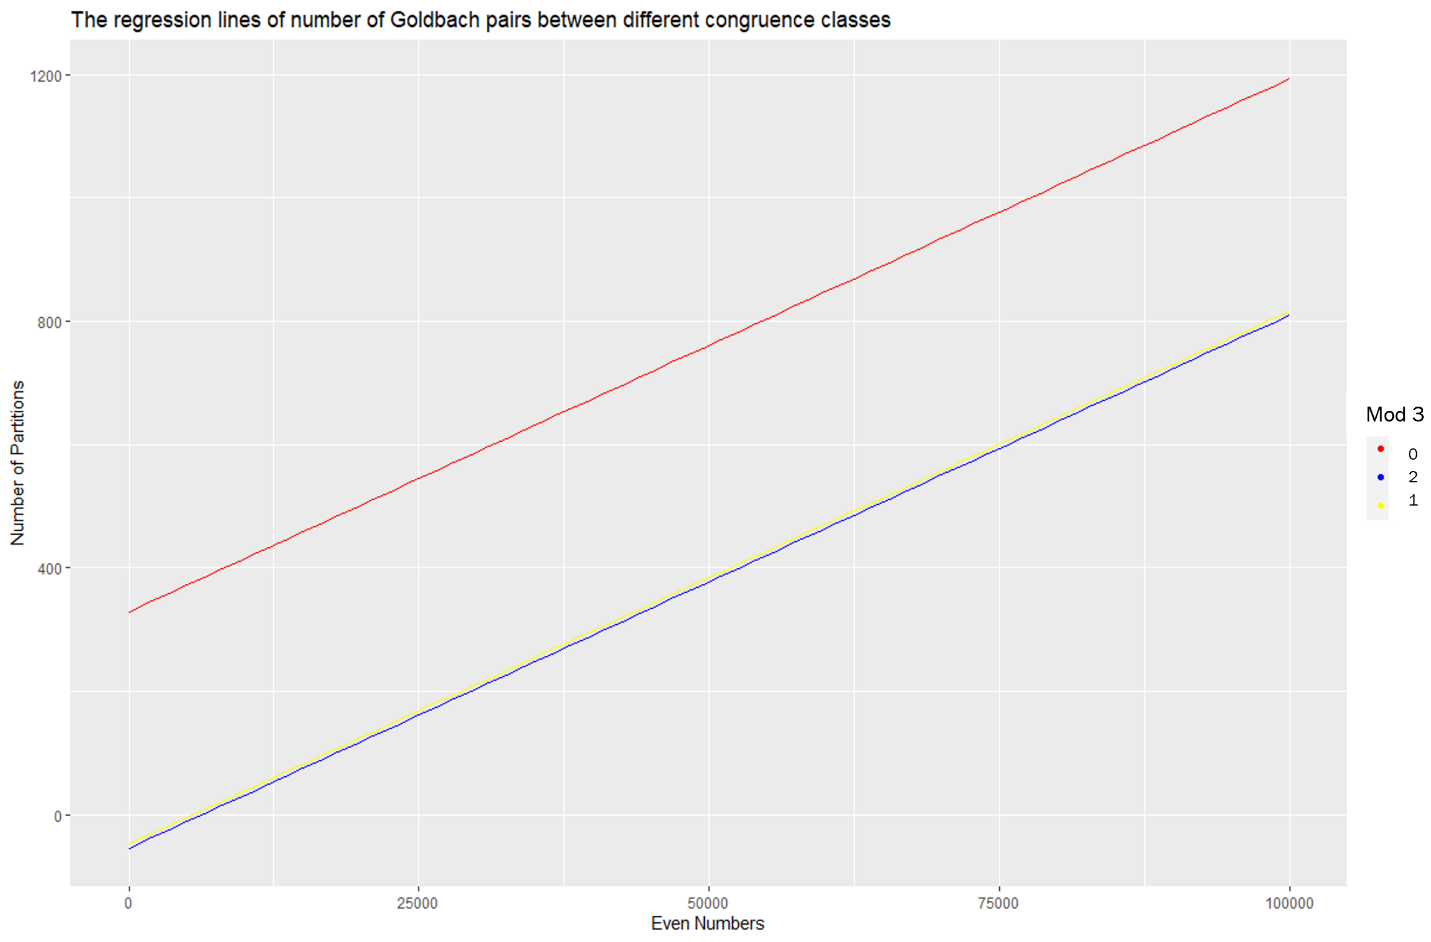 The regression lines of number of Goldbach pairs between different congruence classes
1200
800
400
0
Number of Partitions
0 25000 50000 75000 100000
Even Numbers
Mod 3
0
2
1